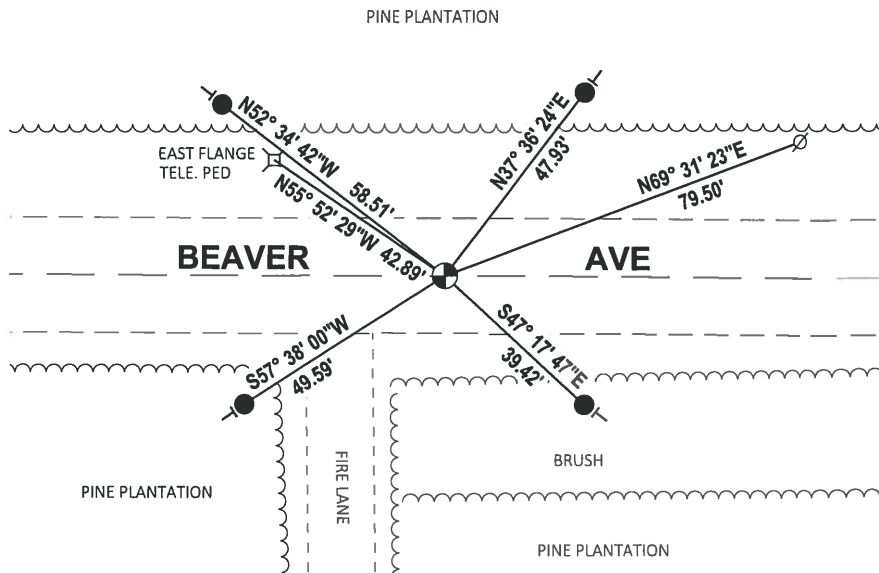 PINE PLANTATION
N52° 34' 42"W 58.51'
N37° 36' 24"E
47.93'
EAST FLANGE
TELE. PED
N69° 31' 23"E
79.50'
N55° 52' 29"W 42.89'
BEAVER AVE
S57° 38' 00"W
49.59'
S47° 17' 47"E
39.42'
FIRE LANE
BRUSH
PINE PLANTATION
PINE PLANTATION